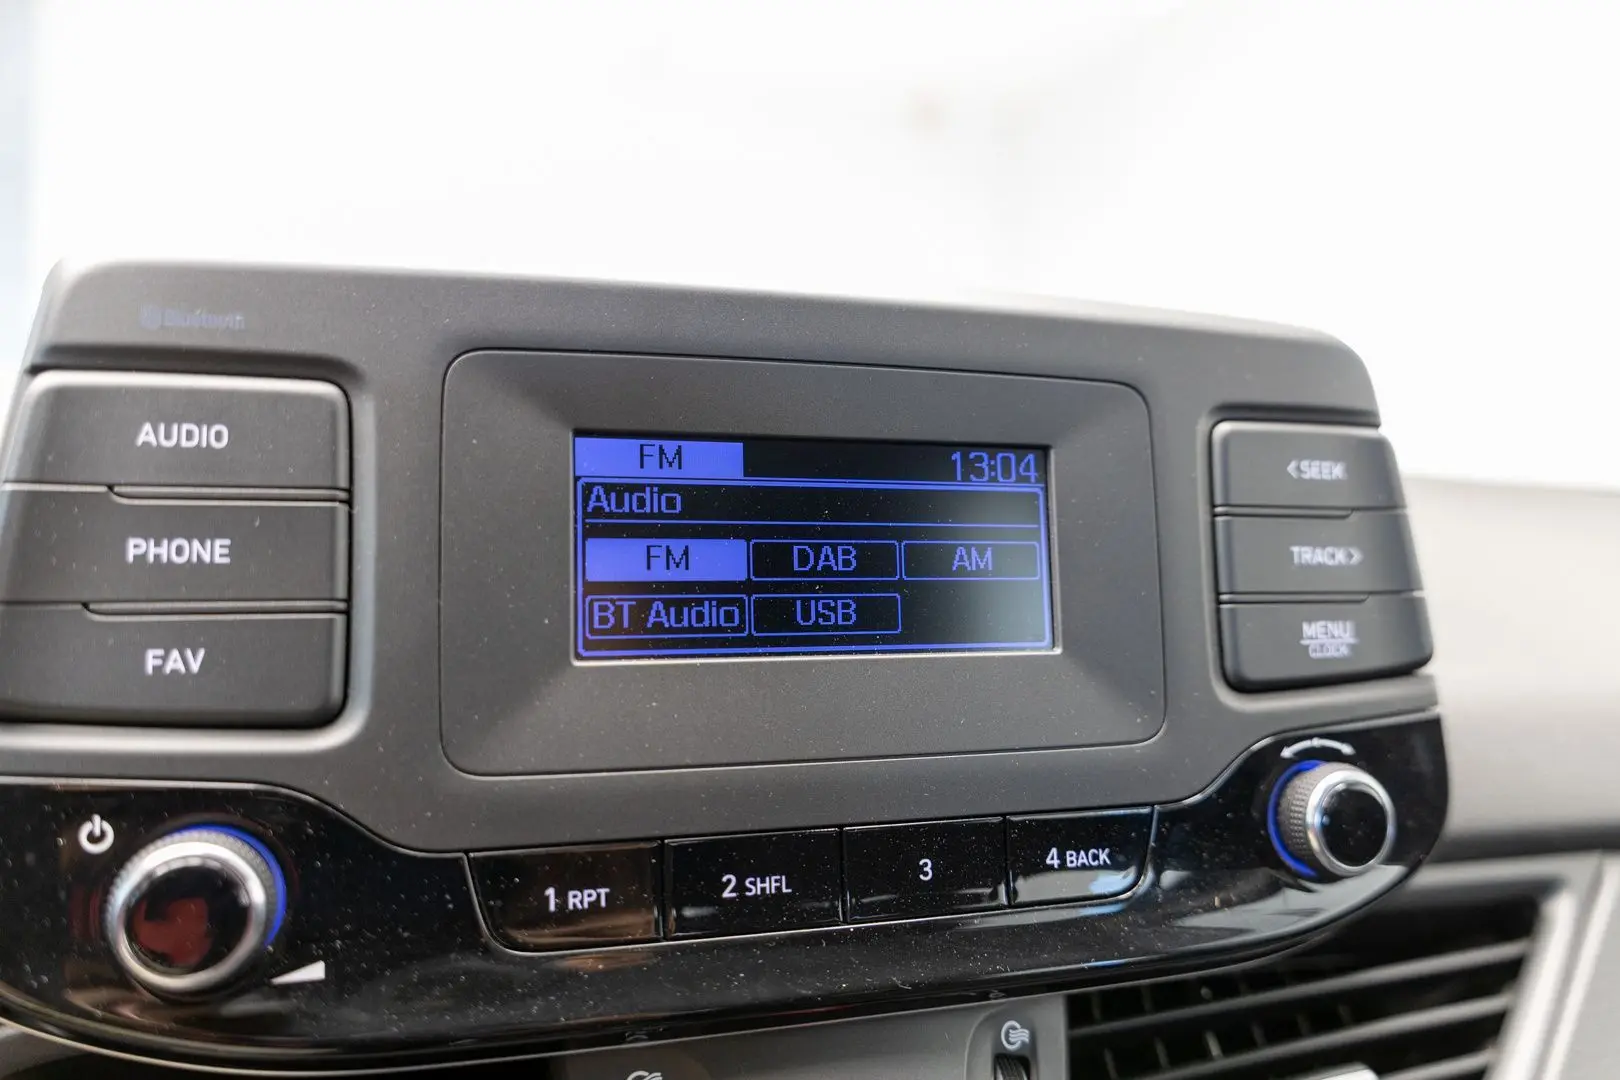 Bluetooth
AUDIO
PHONE
FAV
FM 13:04
Audio
FM DAB AM
BT Audio USB
<SEEK
TRACK>
MENU
CLOCK
1 RPT
2 SHFL
3
4 BACK